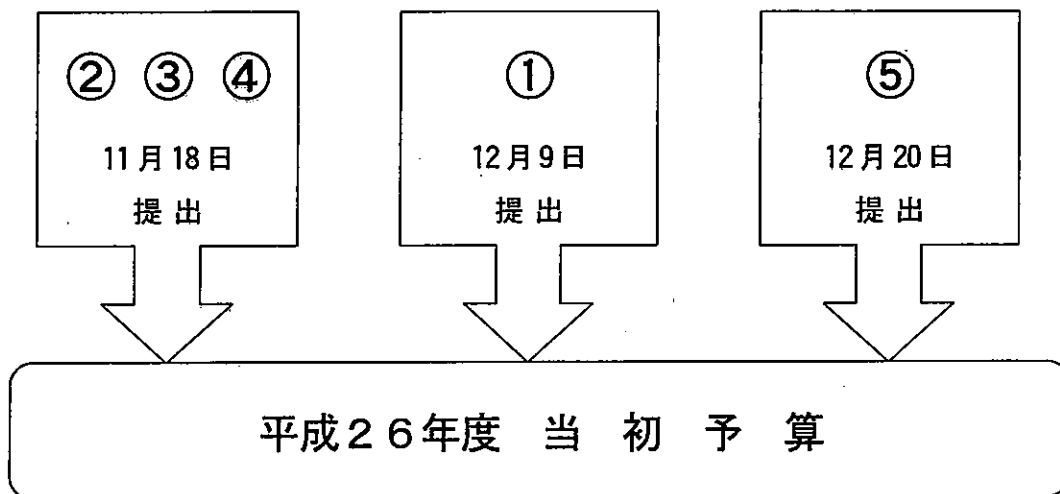 ② ③ ④
11月18日
提出
①
12月9日
提出
⑤
12月20日
提出
平成26年度 当 初 予 算